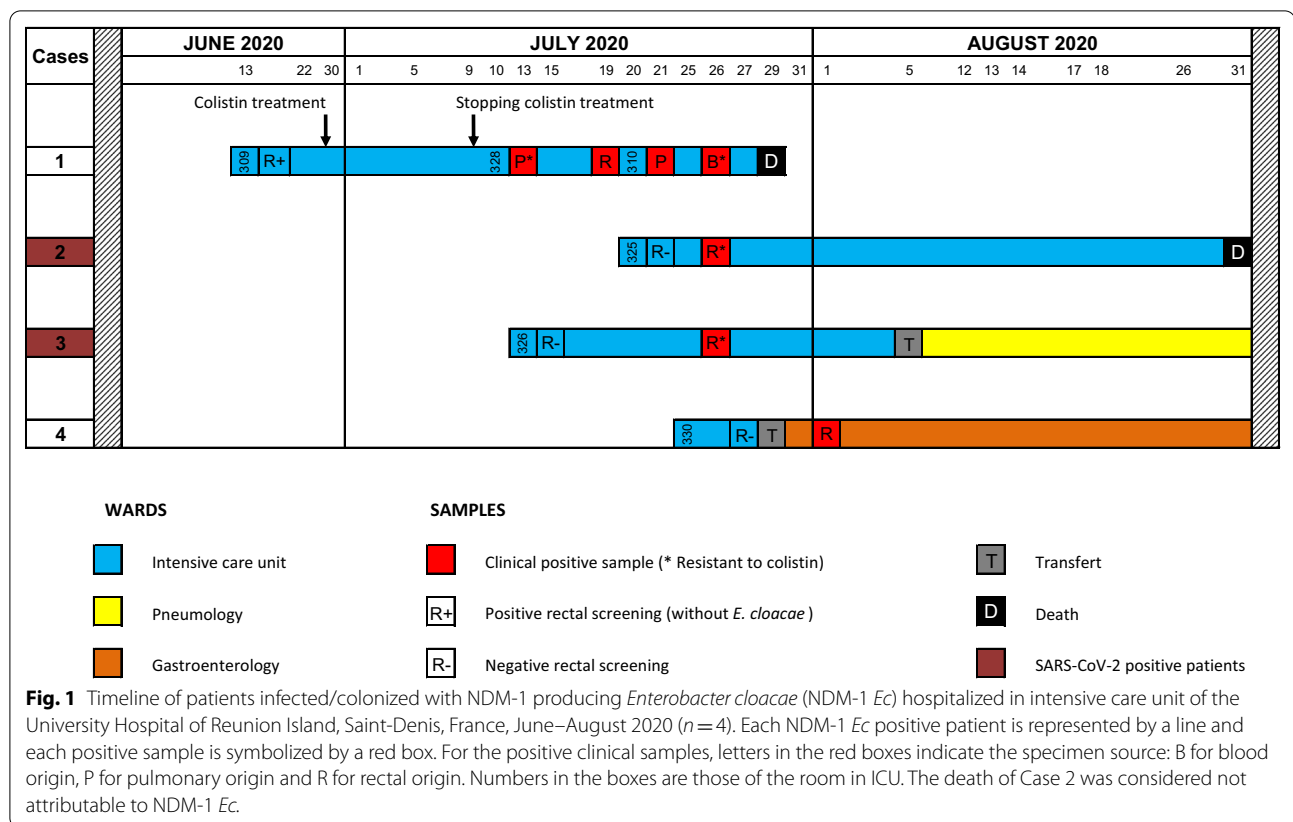 Cases
JUNE 2020 JULY 2020 AUGUST 2020
13 22 30 1 5 9 10 13 15 19 20 21 25 26 27 29 31 1 5 12 13 14 17 18 26 31
Colistin treatment Stopping colistin treatment
1 309 R+ 328 P* R 310 P B* D
2 325 R- R* D
3 326 R- R* T
4 330 R- T R
WARDS SAMPLES
Intensive care unit Clinical positive sample (* Resistant to colistin) T Transfert
Pneumology R+ Positive rectal screening (without E. cloacae) D Death
Gastroenterology R- Negative rectal screening SARS-CoV-2 positive patients
Fig. 1 Timeline of patients infected/colonized with NDM-1 producing Enterobacter cloacae (NDM-1 Ec) hospitalized in intensive care unit of the
University Hospital of Reunion Island, Saint-Denis, France, June–August 2020 (n = 4). Each NDM-1 Ec positive patient is represented by a line and
each positive sample is symbolized by a red box. For the positive clinical samples, letters in the red boxes indicate the specimen source: B for blood
origin, P for pulmonary origin and R for rectal origin. Numbers in the boxes are those of the room in ICU. The death of Case 2 was considered not
attributable to NDM-1 Ec.